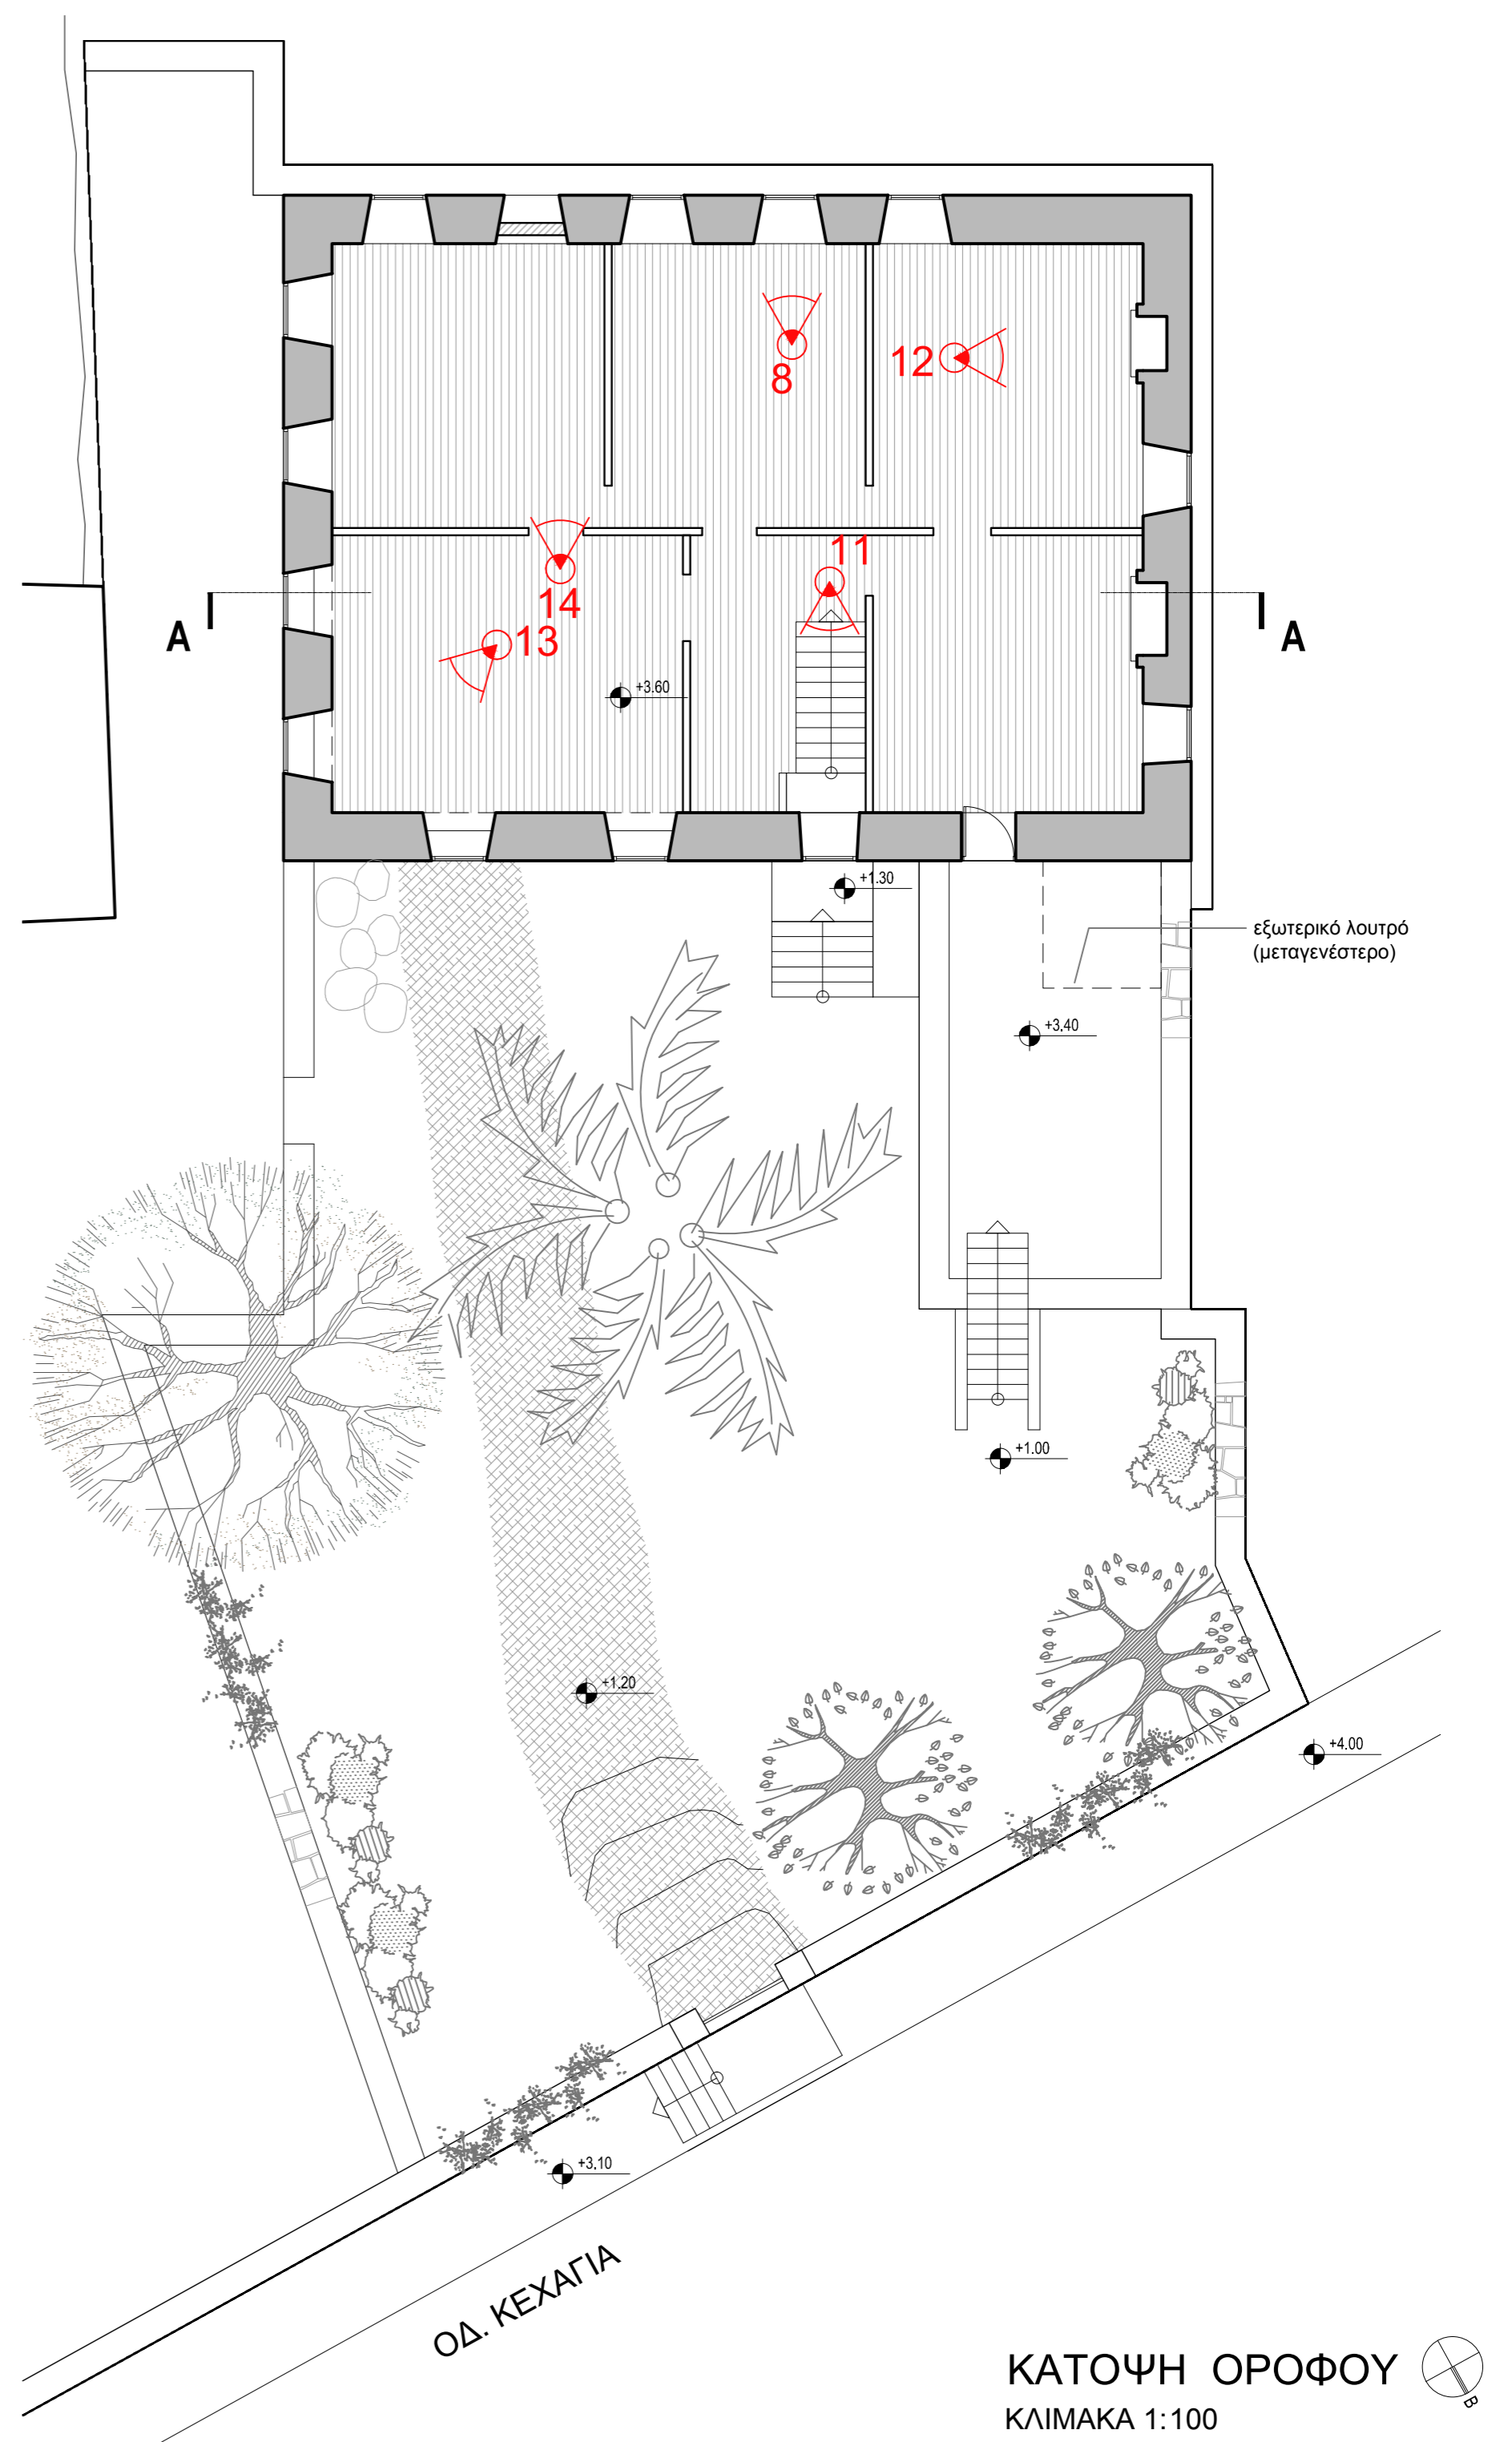 8
12
11
14
13
A
A
+3.60
+1.30
εξωτερικό λουτρό
(μεταγενέστερο)
+3.40
+1.00
+1.20
+4.00
+3.10
ΟΔ. ΚΕΧΑΓΙΑ
ΚΑΤΟΨΗ ΟΡΟΦΟΥ
Β
ΚΛΙΜΑΚΑ 1:100